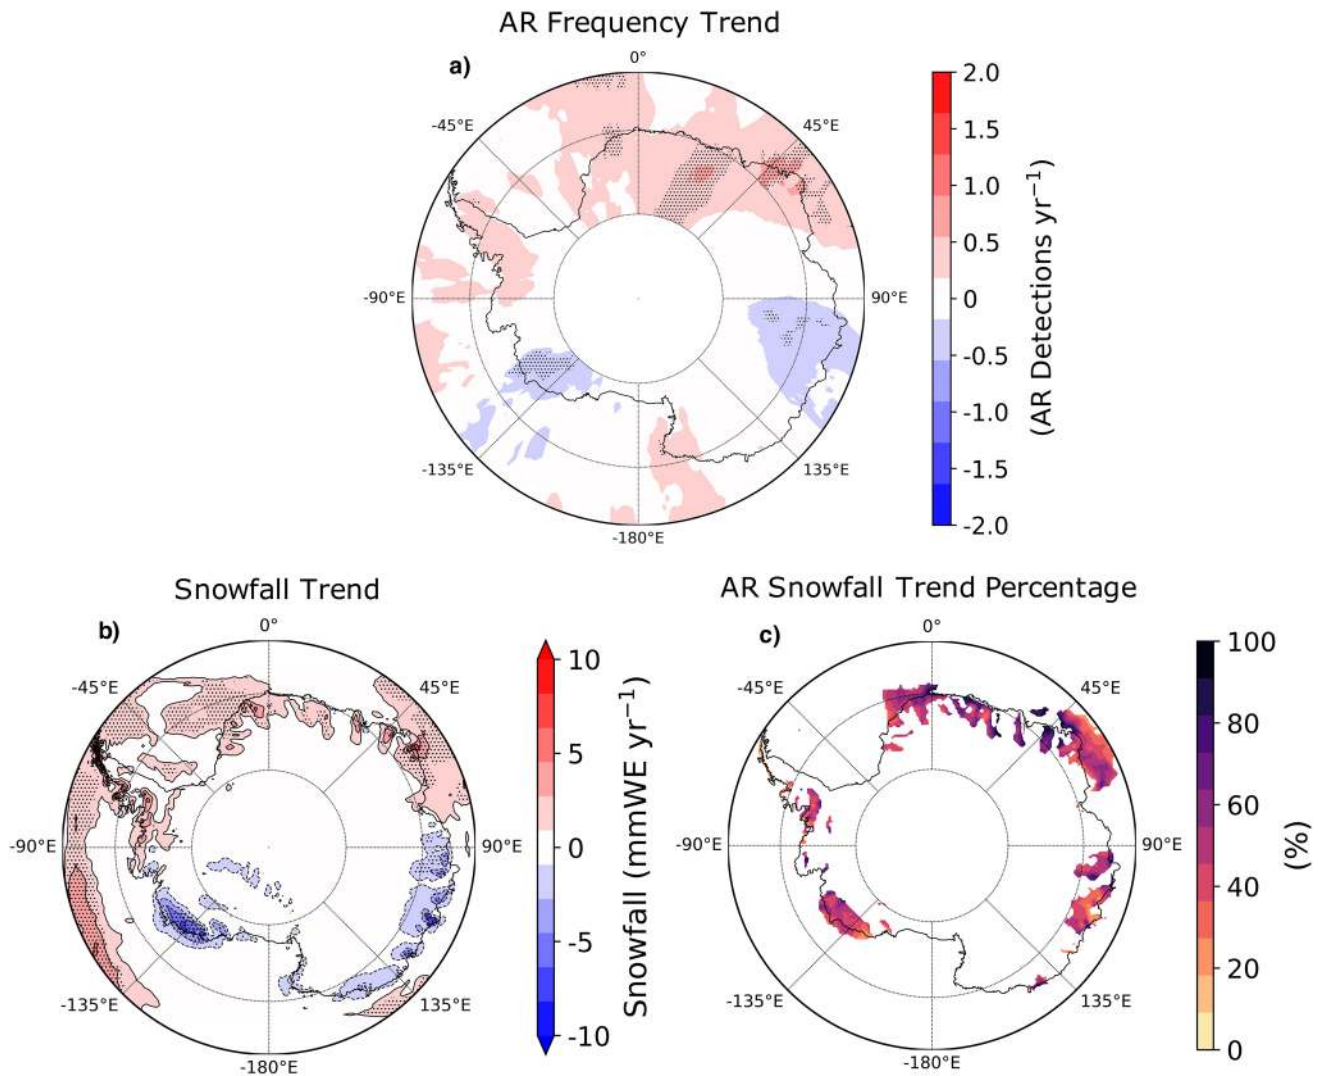 AR Frequency Trend
a)
0°
-45°E
45°E
-90°E
90°E
-135°E
135°E
-180°E
2.0
1.5
1.0
0.5
0
-0.5
-1.0
-1.5
-2.0
(AR Detections yr⁻¹)
Snowfall Trend
b)
0°
-45°E
45°E
-90°E
90°E
-135°E
135°E
-180°E
10
5
0
-5
-10
Snowfall (mmWE yr⁻¹)
AR Snowfall Trend Percentage
c)
0°
-45°E
45°E
-90°E
90°E
-135°E
135°E
-180°E
100
80
60
40
20
0
(%)